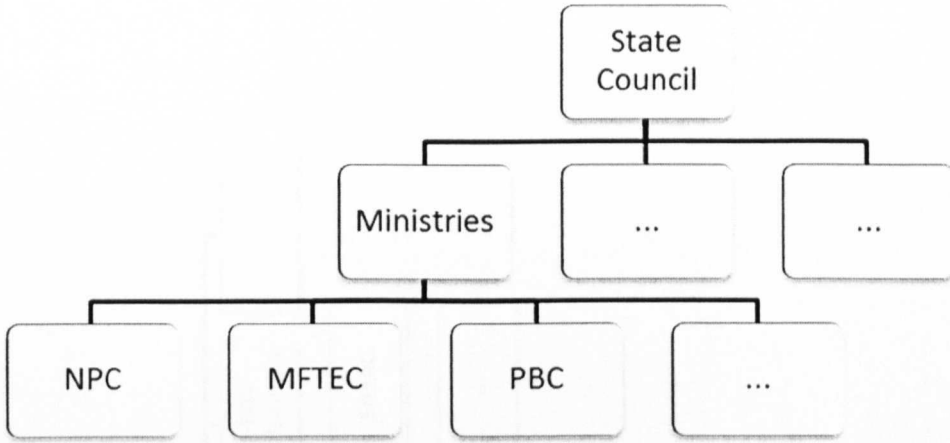 State
Council
Ministries
...
...
NPC
MFTEC
PBC
...